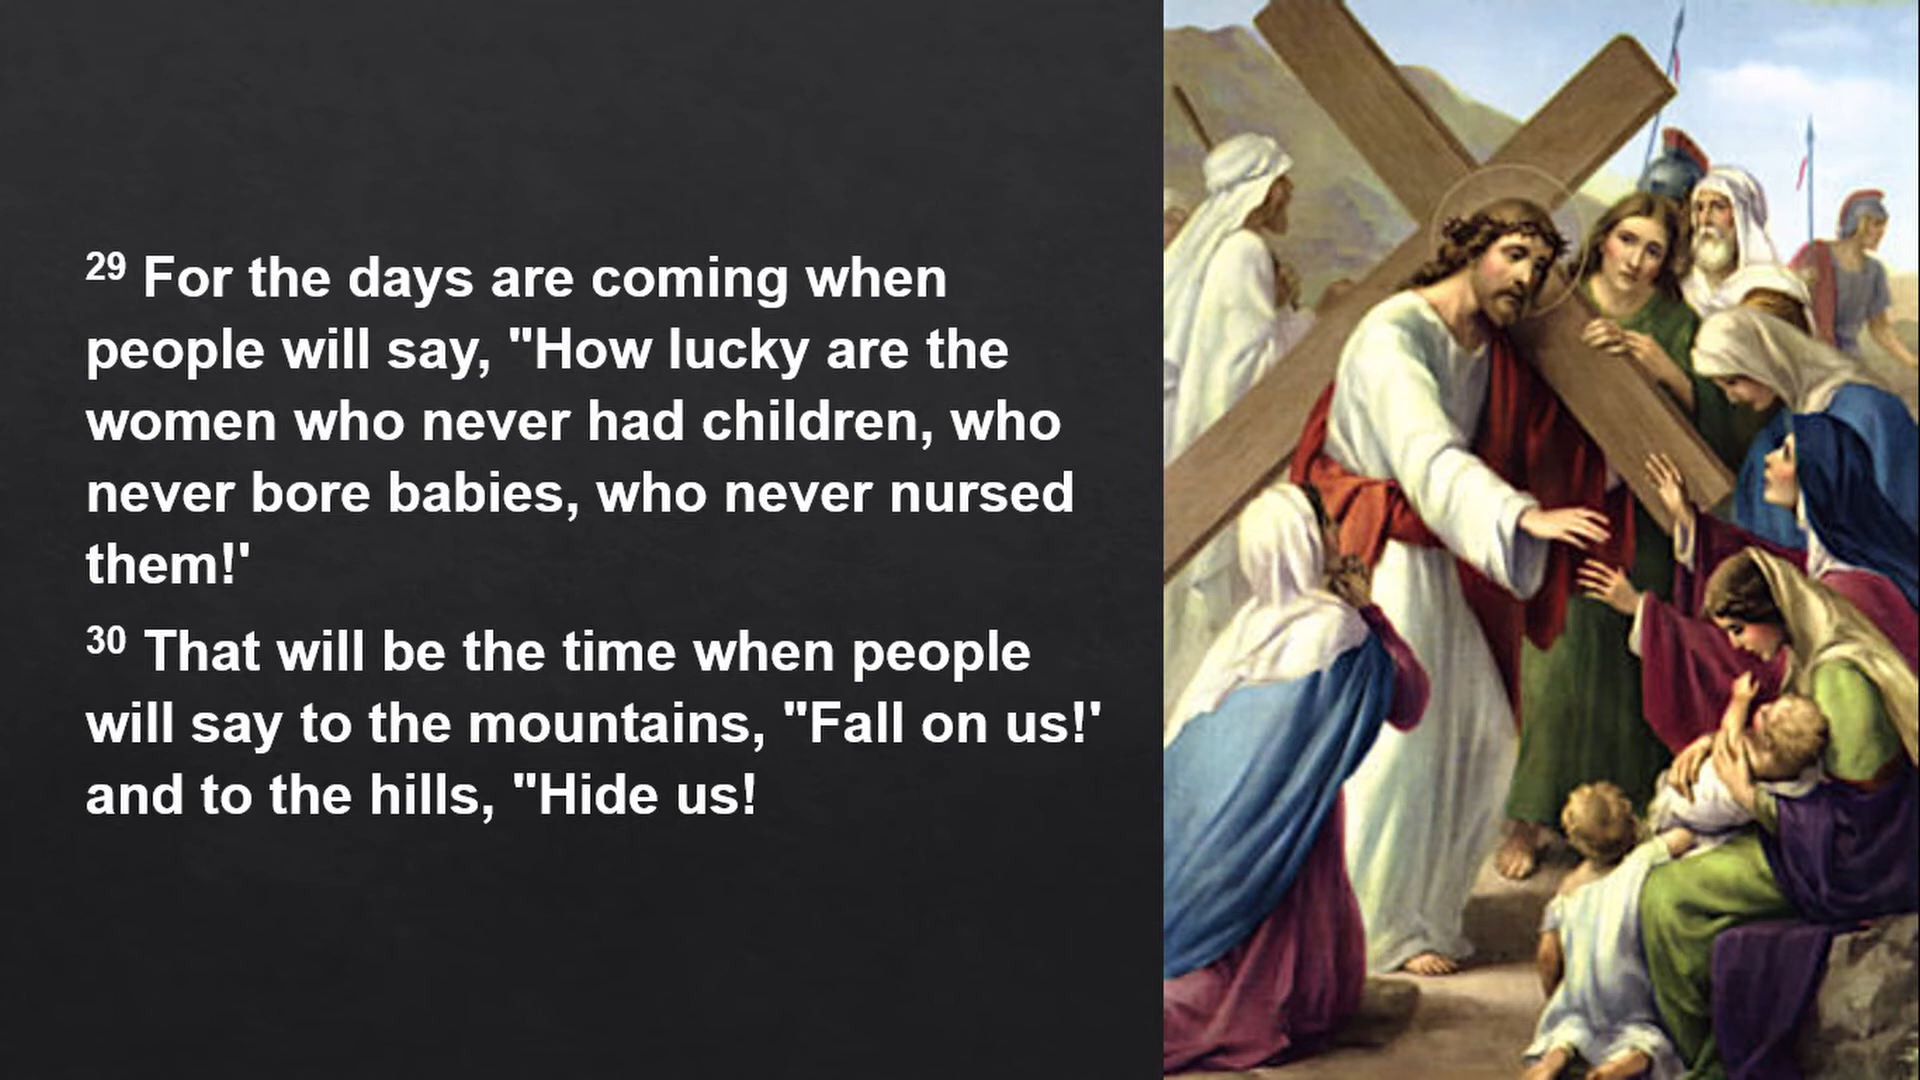 29 For the days are coming when
people will say, "How lucky are the
women who never had children, who
never bore babies, who never nursed
them!'
30 That will be the time when people
will say to the mountains, "Fall on us!'
and to the hills, "Hide us!